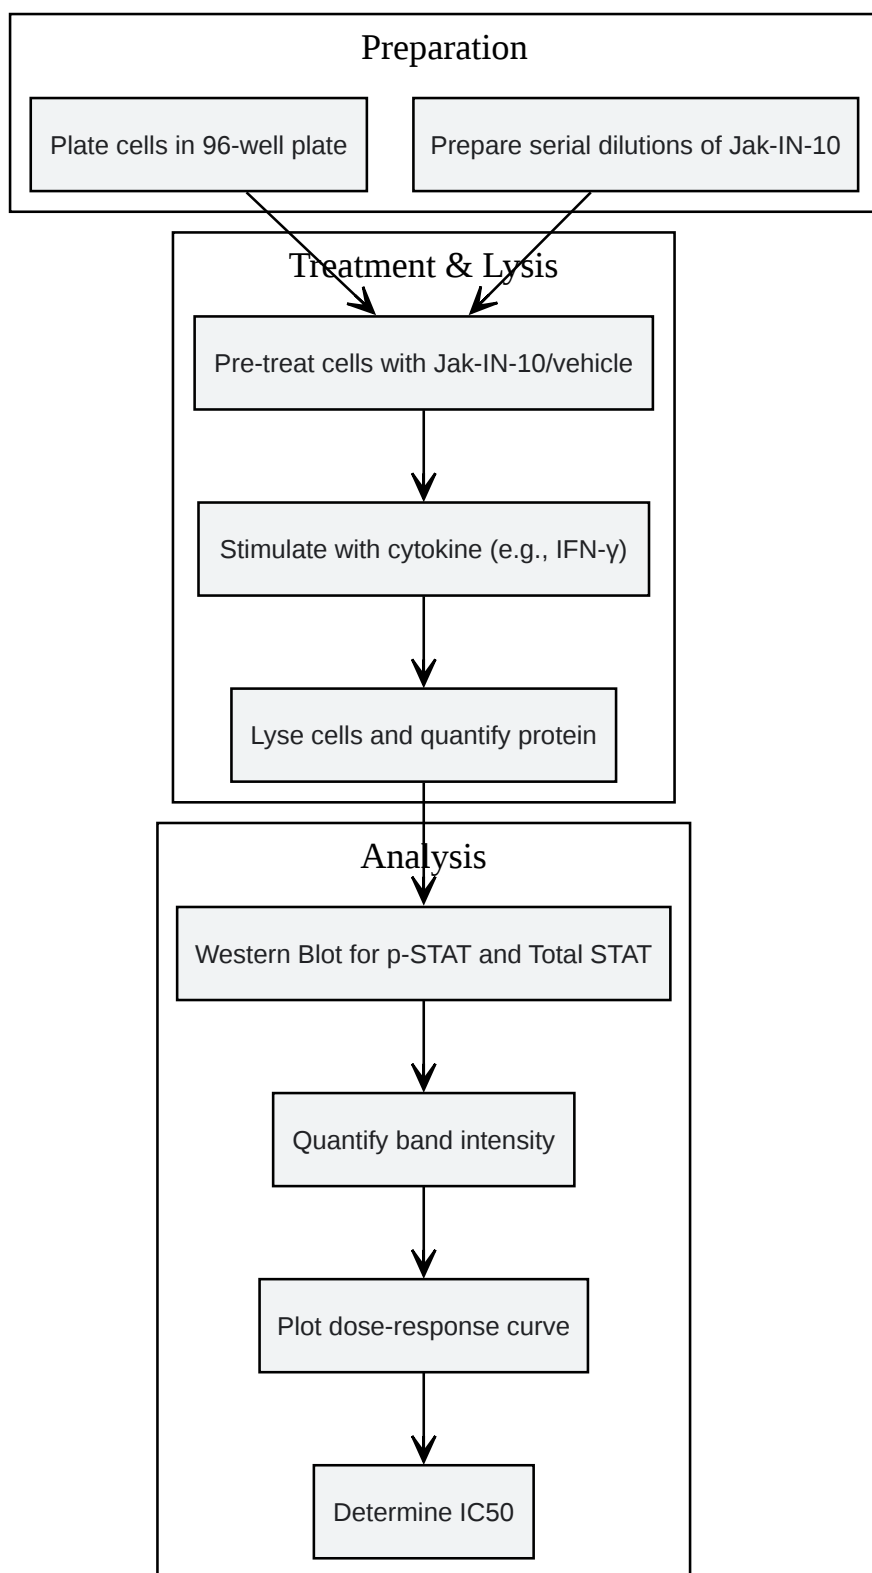 Preparation
Plate cells in 96-well plate
Prepare serial dilutions of Jak-IN-10
Treatment & Lysis
Pre-treat cells with Jak-IN-10/vehicle
Stimulate with cytokine (e.g., IFN-γ)
Lyse cells and quantify protein
Analysis
Western Blot for p-STAT and Total STAT
Quantify band intensity
Plot dose-response curve
Determine IC50